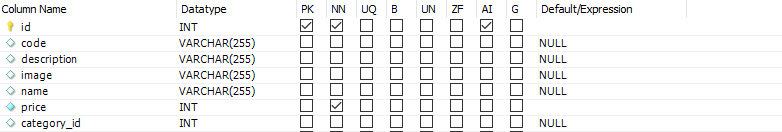 Column Name Datatype PK NN UQ B UN ZF AI G Default/Expression
id INT
code VARCHAR(255) NULL
description VARCHAR(255) NULL
image VARCHAR(255) NULL
name VARCHAR(255) NULL
price INT
category_id INT NULL